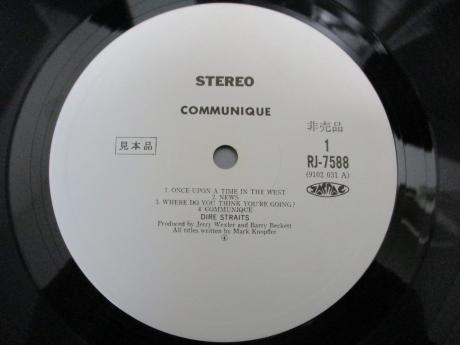 STEREO
COMMUNIQUE
見本品
非売品
1
RJ-7588
(9102 031 A)
1. ONCE UPON A TIME IN THE WEST
2. NEWS
3. WHERE DO YOU THINK YOU'RE GOING?
4. COMMUNIQUE
DIRE STRAITS
Produced by Jerry Wexler and Barry Beckett
All titles written by Mark Knopfler